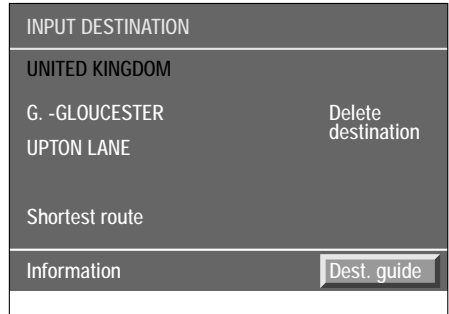 INPUT DESTINATION
UNITED KINGDOM
G. -GLOUCESTER
Delete
destination
UPTON LANE
Shortest route
Information
Dest. guide